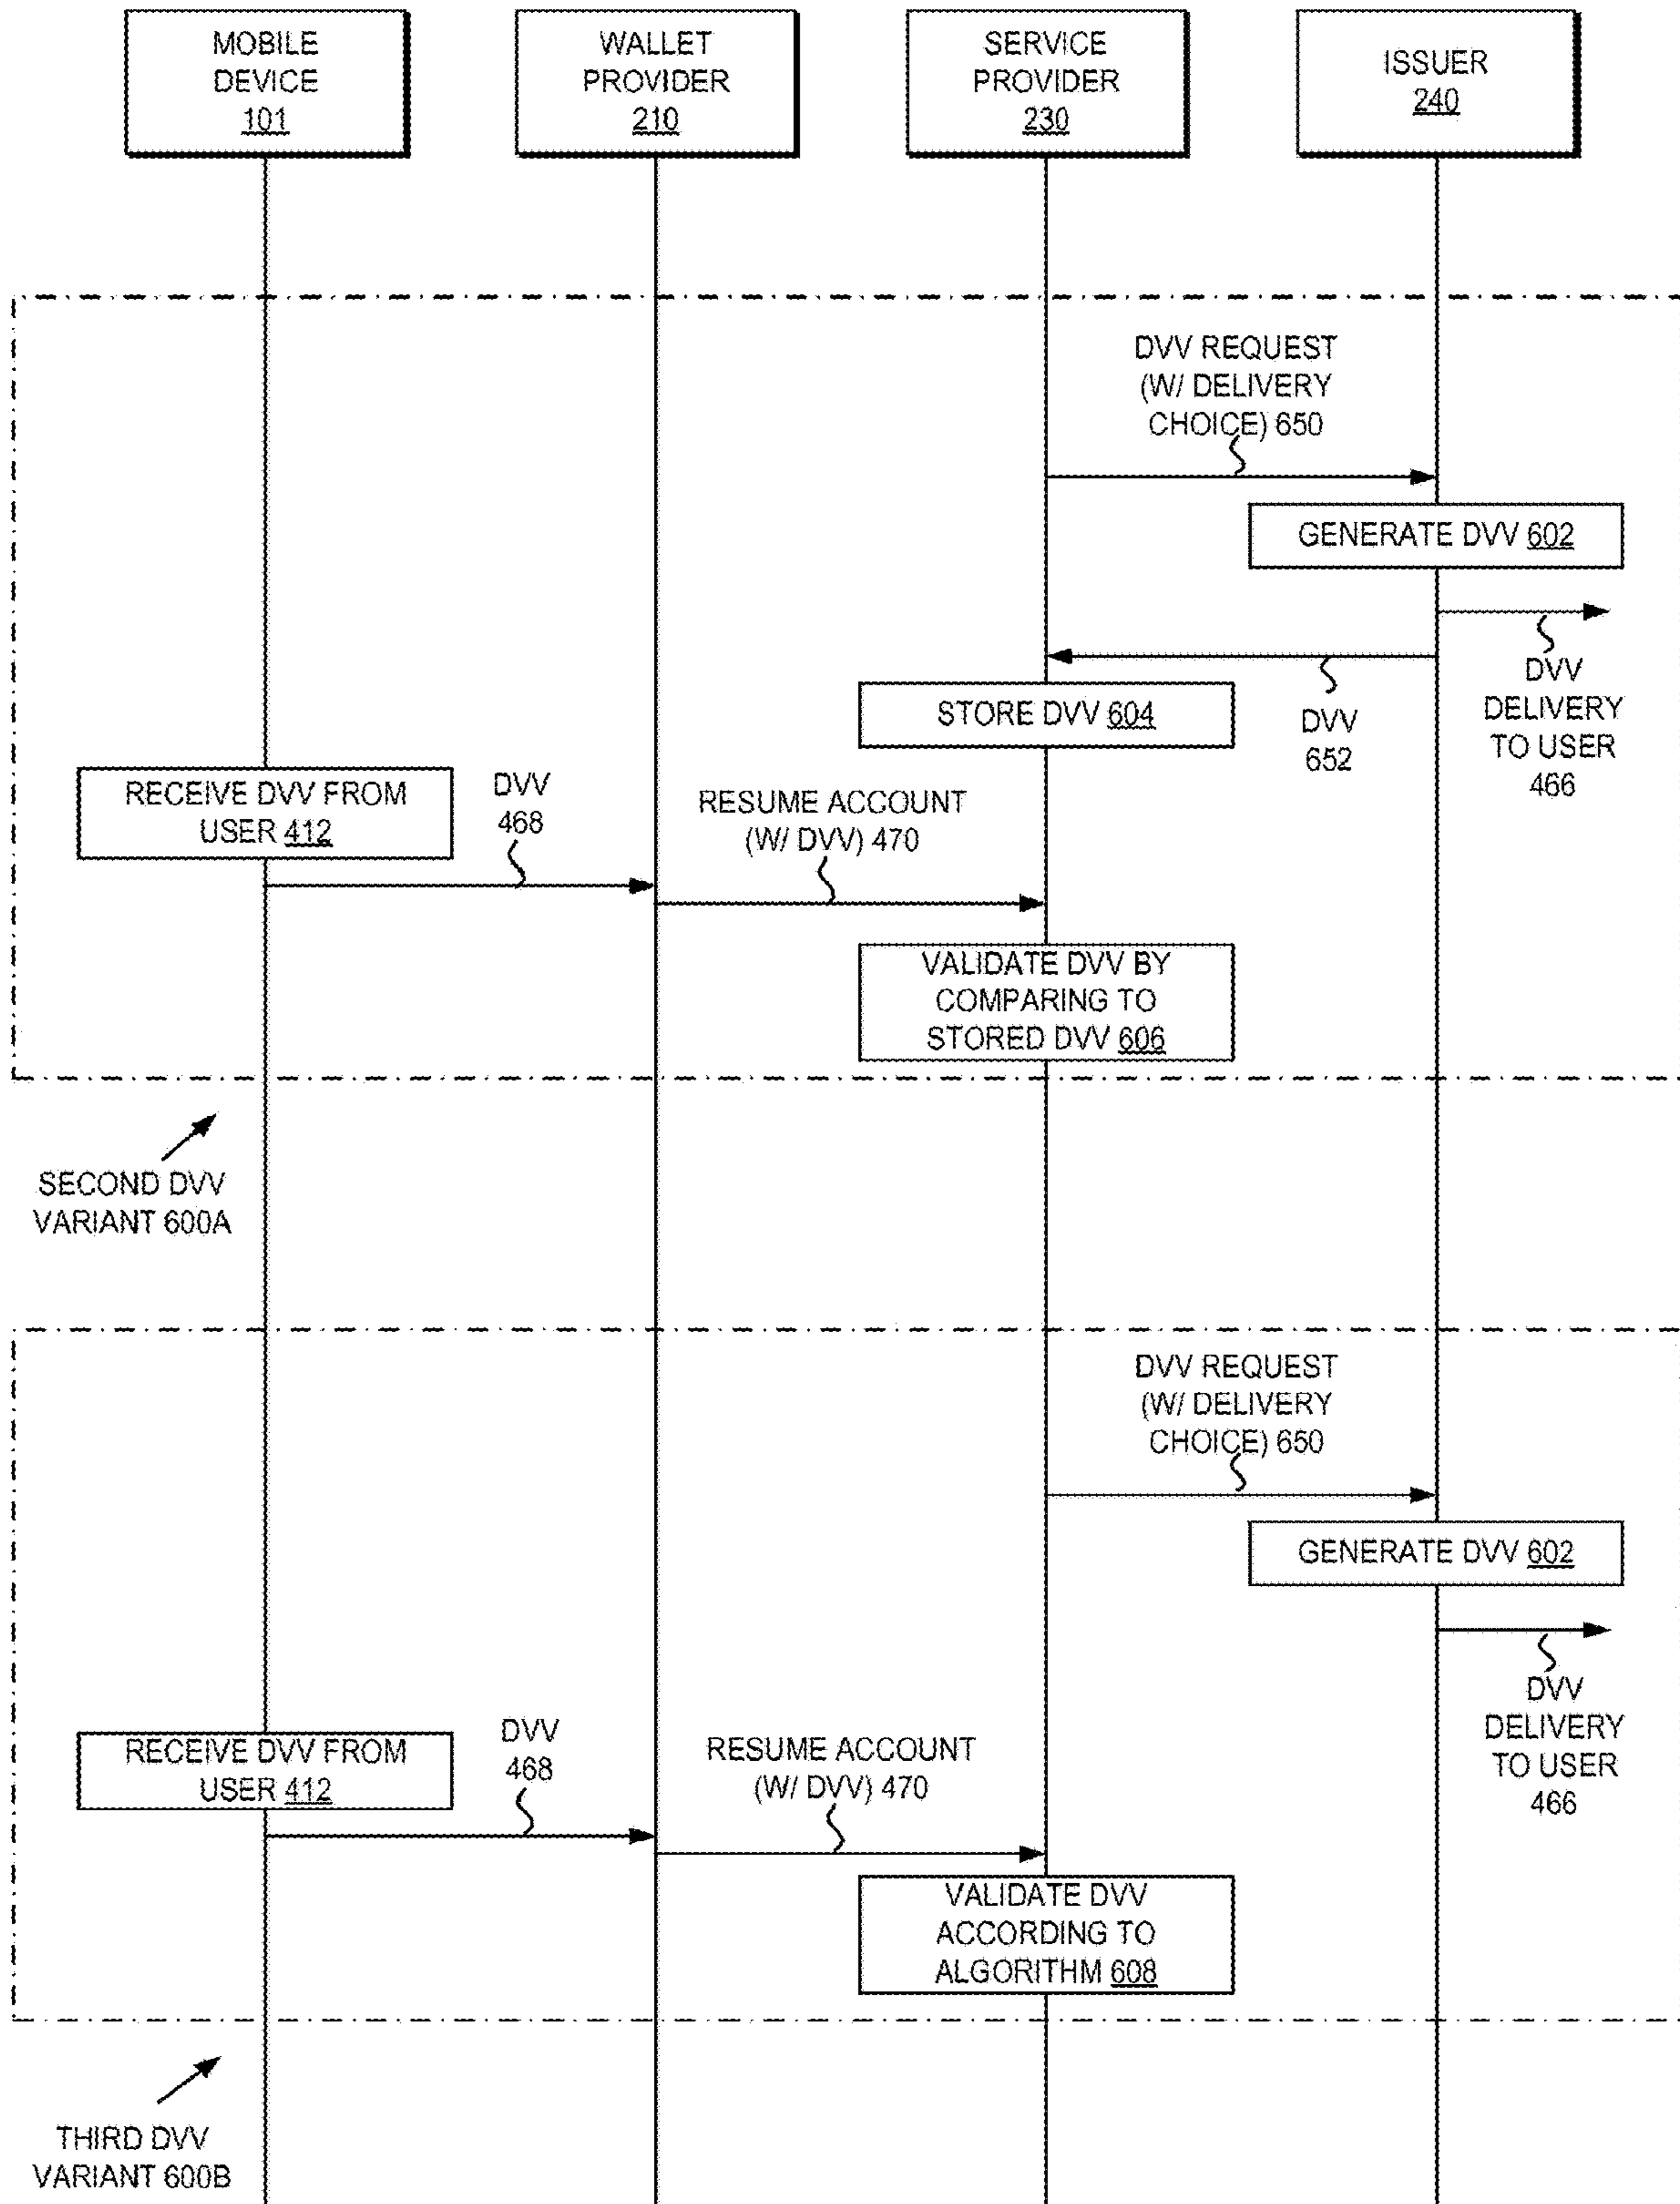 MOBILE
DEVICE
101
WALLET
PROVIDER
210
SERVICE
PROVIDER
230
ISSUER
240
DVV REQUEST
(W/ DELIVERY
CHOICE) 650
GENERATE DVV 602
DVV
DELIVERY
TO USER
466
DVV
652
STORE DVV 604
RECEIVE DVV FROM
USER 412
DVV
468
RESUME ACCOUNT
(W/ DVV) 470
VALIDATE DVV BY
COMPARING TO
STORED DVV 606
SECOND DVV
VARIANT 600A
DVV REQUEST
(W/ DELIVERY
CHOICE) 650
GENERATE DVV 602
DVV
DELIVERY
TO USER
466
RECEIVE DVV FROM
USER 412
DVV
468
RESUME ACCOUNT
(W/ DVV) 470
VALIDATE DVV
ACCORDING TO
ALGORITHM 608
THIRD DVV
VARIANT 600B